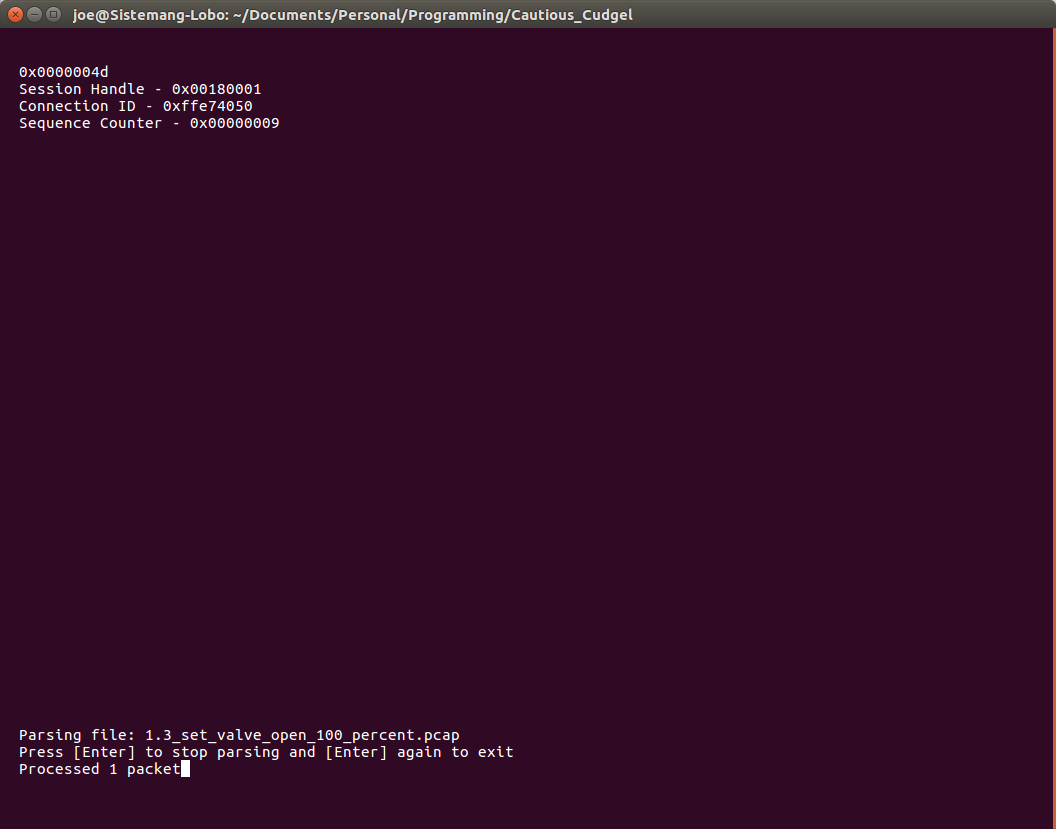 joe@Sistemang-Lobo: ~/Documents/Personal/Programming/Cautious_Cudgel
0x0000004d
Session Handle - 0x00180001
Connection ID - 0xffe74050
Sequence Counter - 0x00000009
Parsing file: 1.3_set_valve_open_100_percent.pcap
Press [Enter] to stop parsing and [Enter] again to exit
Processed 1 packet